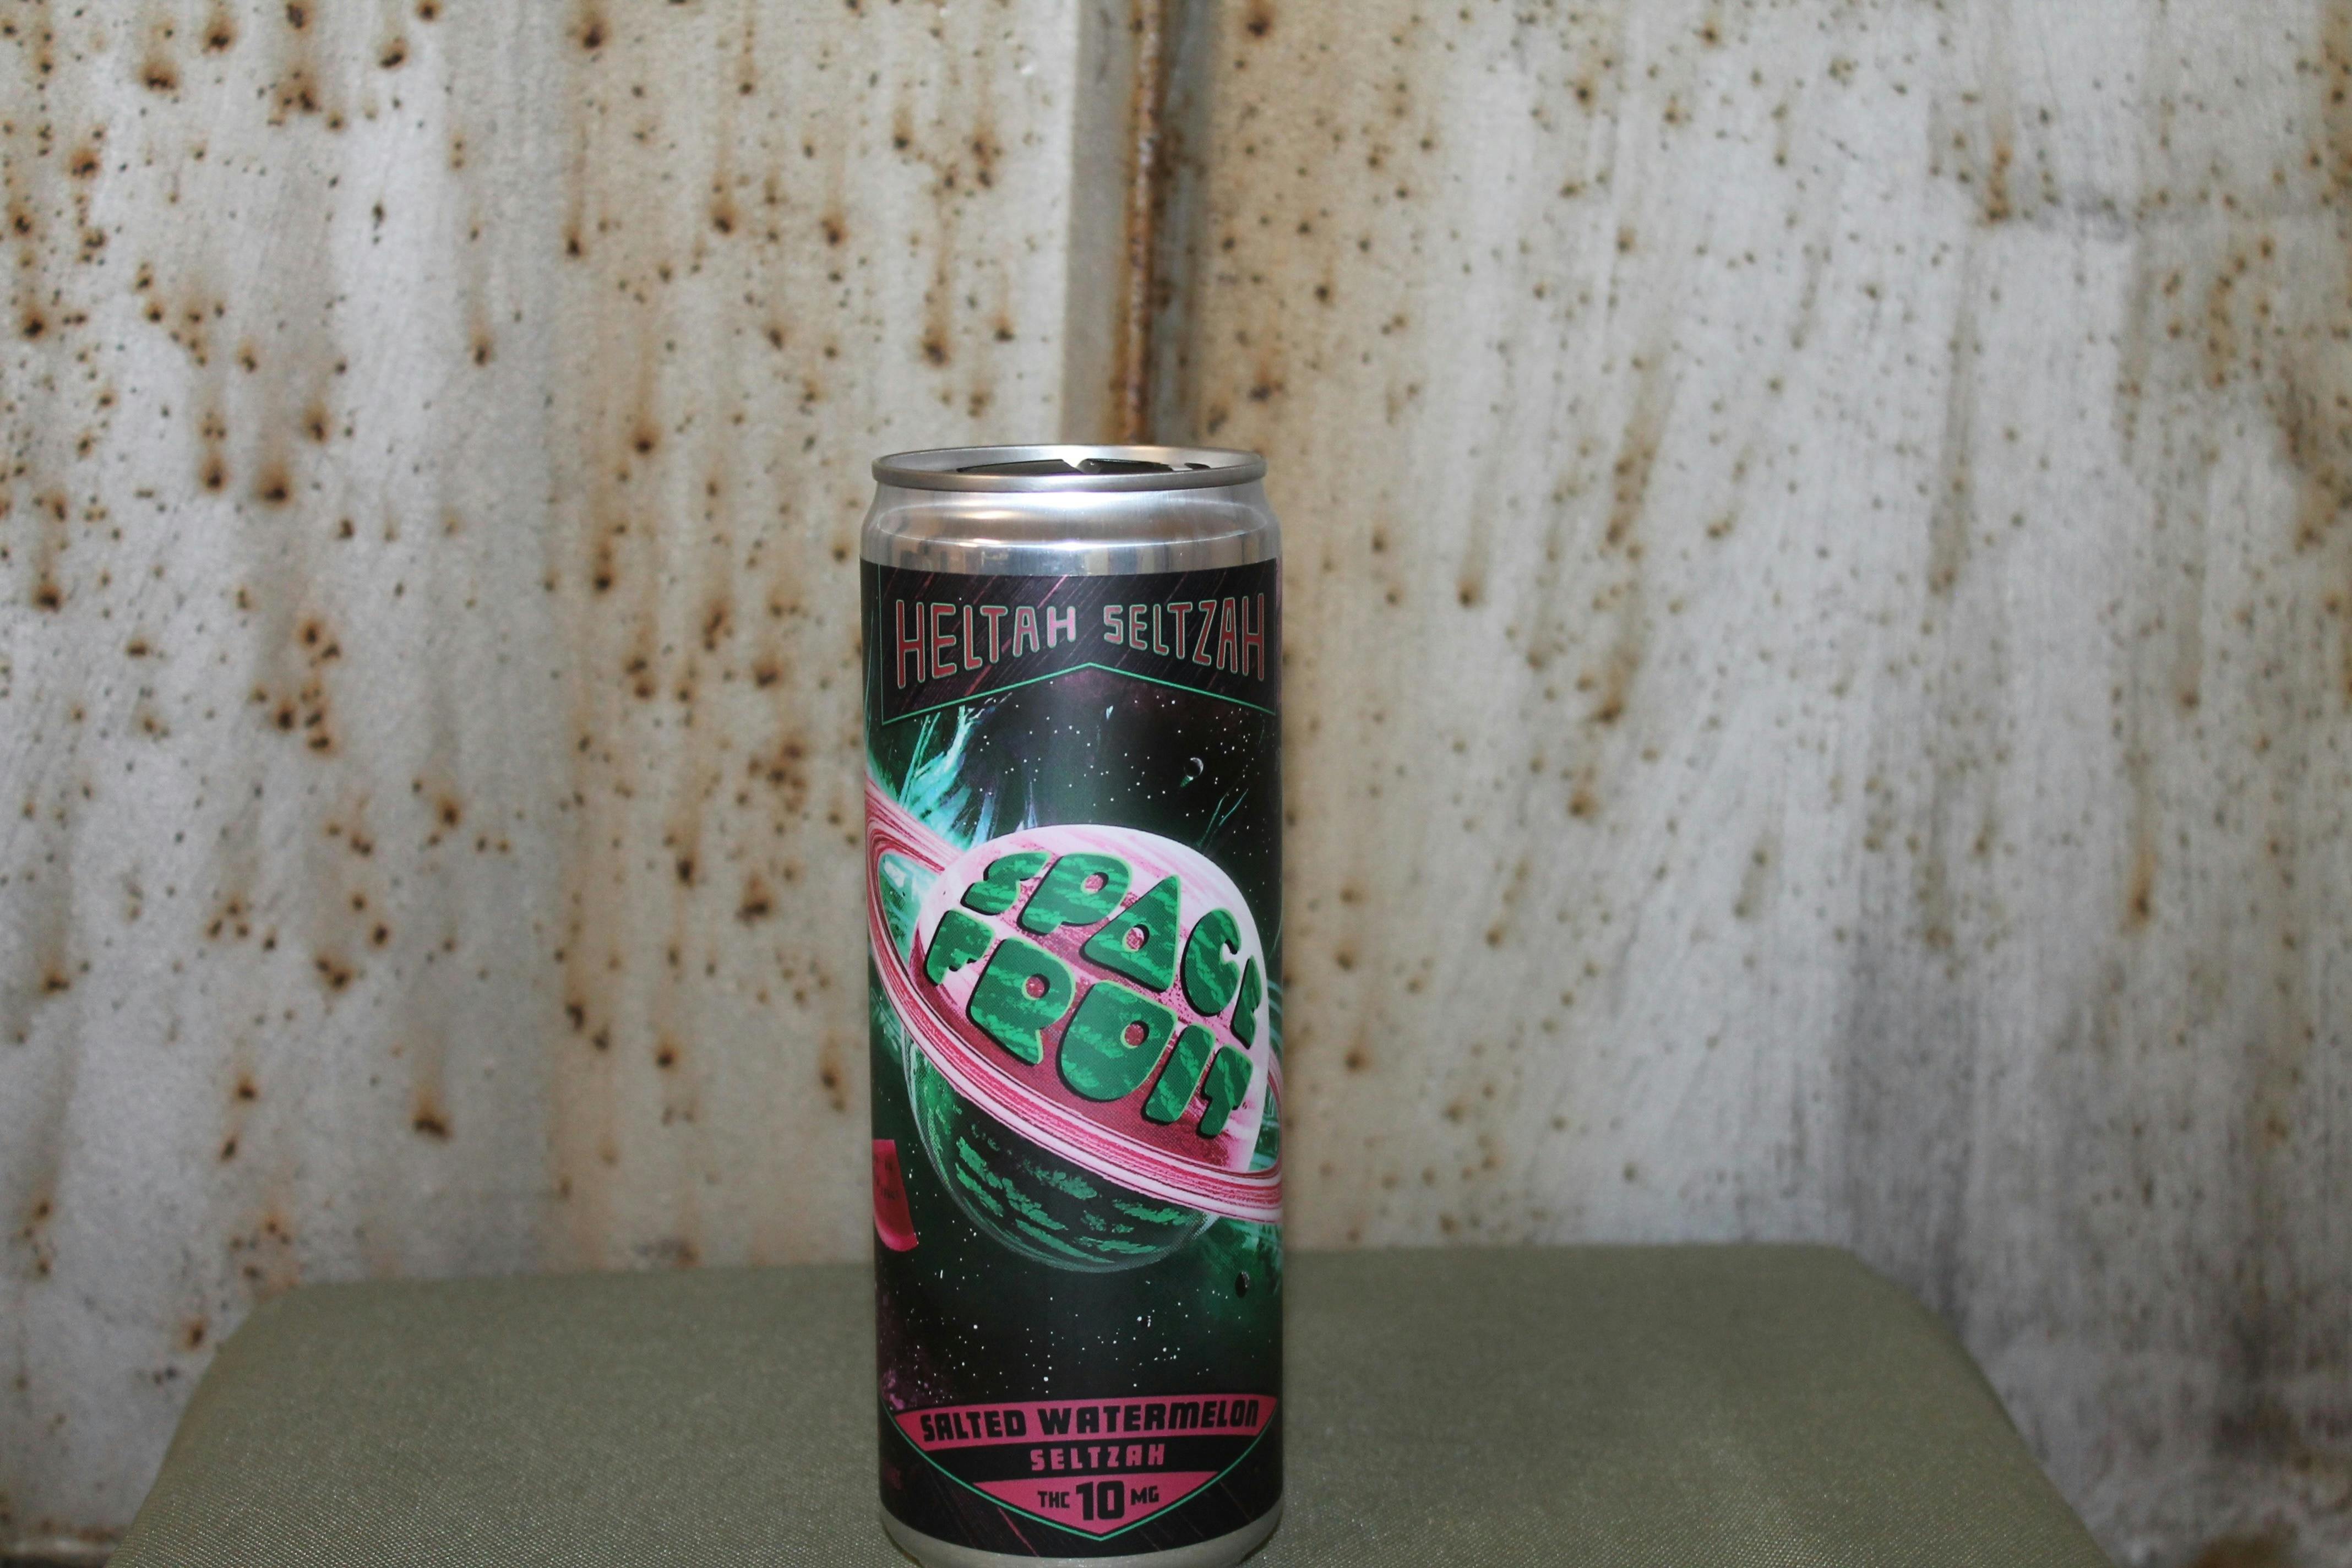 HELTAH SELTZAH
SPACE
FRUIT
SALTED WATERMELON
SELTZAH
THC 10 MG